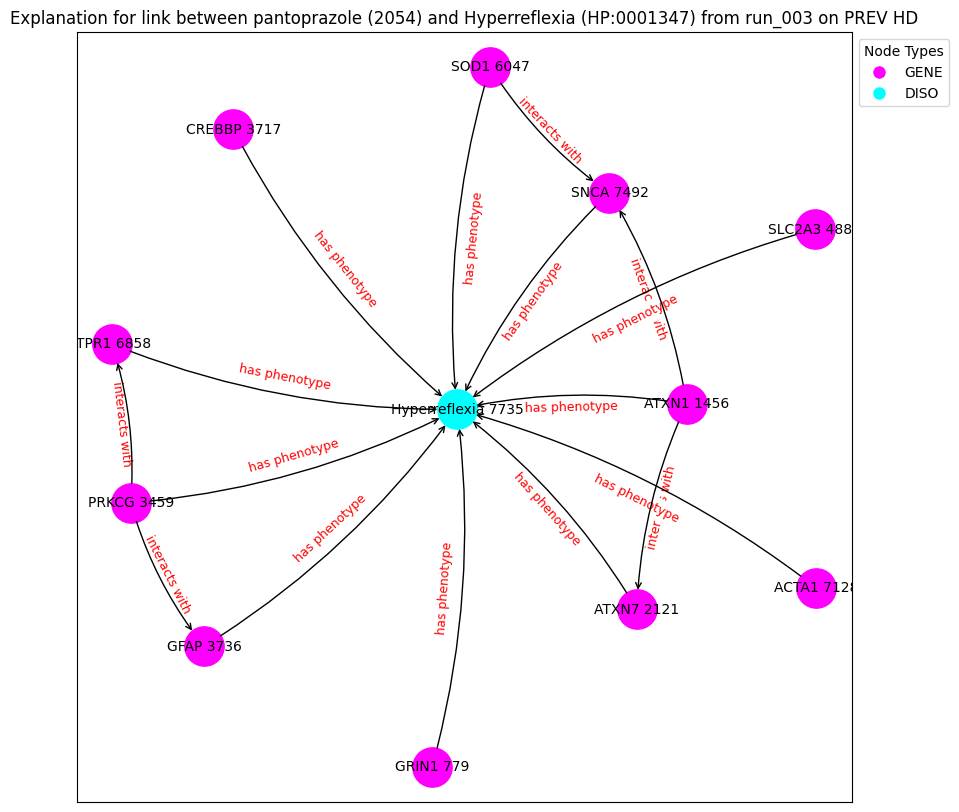 Explanation for link between pantoprazole (2054) and Hyperreflexia (HP:0001347) from run_003 on PREV HD
Node Types
GENE
DISO
SOD1 6047
interacts with
CREBBP 3717
SNCA 7492
SLC2A3 488
has phenotype
has phenotype
has phenotype
has phenotype
interac with
TPR1 6858
has phenotype
interacts with
Hyperreflexia 7735
has phenotype
ATXN1 1456
has phenotype
PRKCG 3459
has phenotype
has phenotype
has phenotype
inter s with
interacts with
has phenotype
ACTA1 7128
ATXN7 2121
GFAP 3736
GRIN1 779